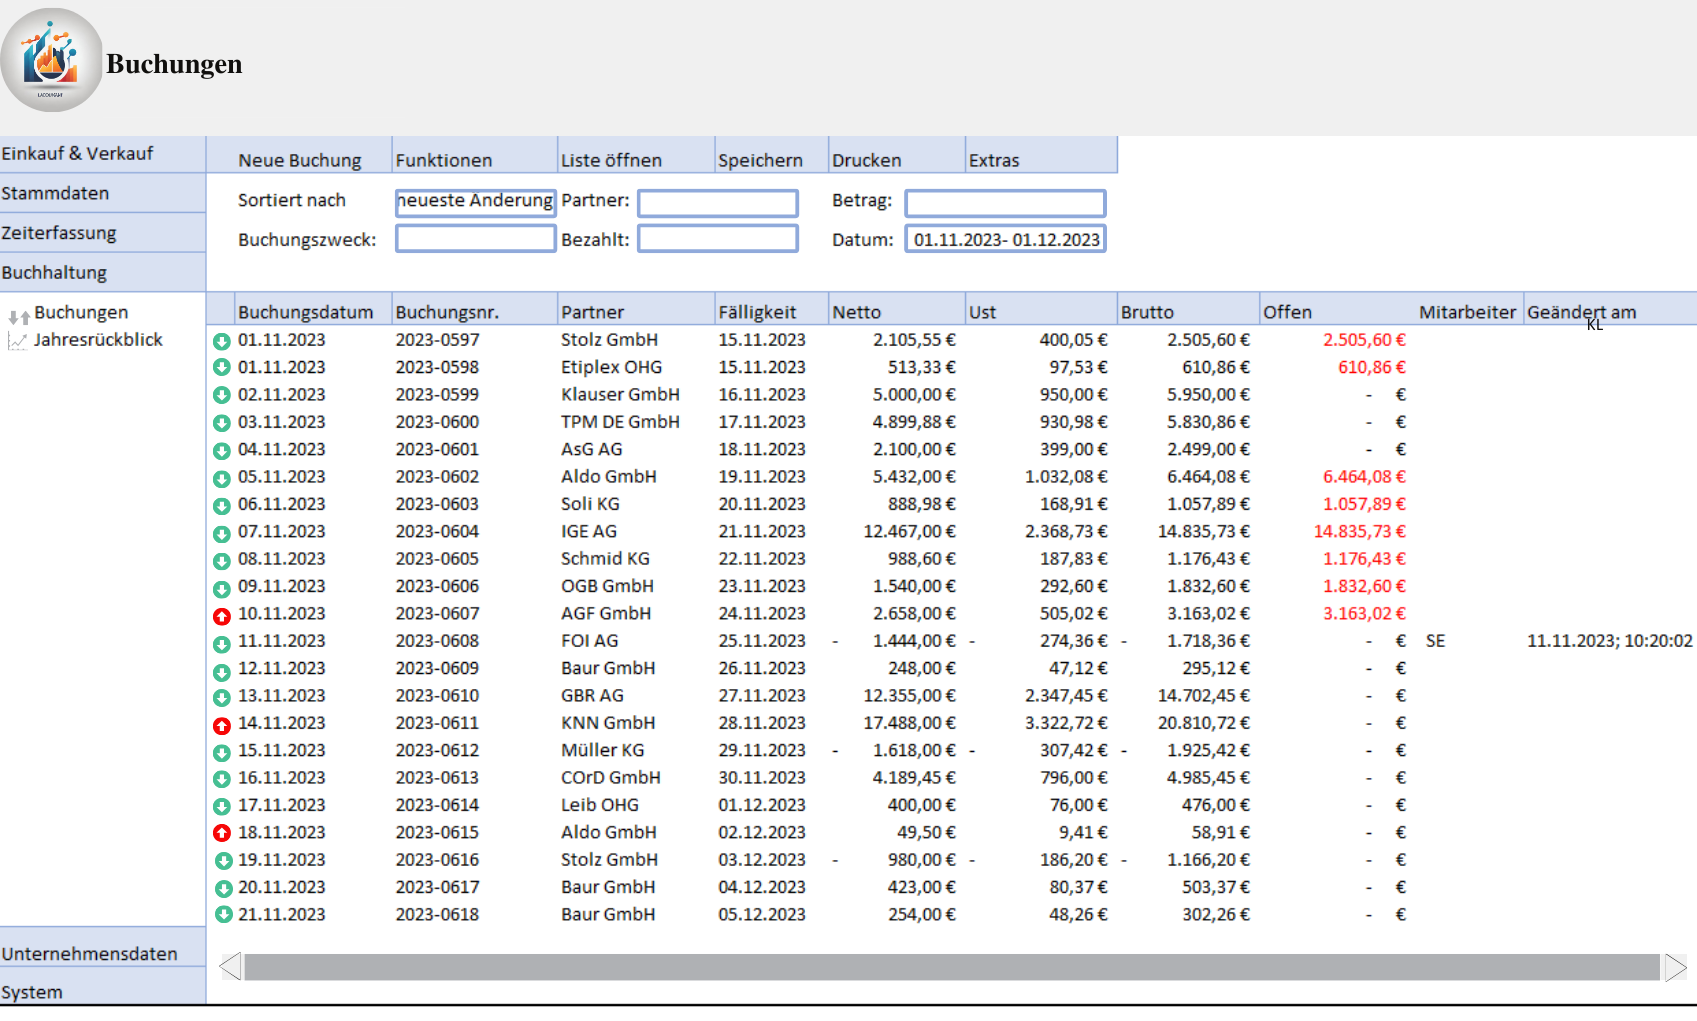 Buchungen
Einkauf & Verkauf
Stammdaten
Zeiterfassung
Buchhaltung
Buchungen
Jahresrückblick
Unternehmensdaten
System
Neue Buchung Funktionen Liste öffnen Speichern Drucken Extras
Sortiert nach neueste Änderung Partner: Betrag:
Buchungszweck: Bezahlt: Datum: 01.11.2023- 01.12.2023
Buchungsdatum Buchungsnr. Partner Fälligkeit Netto Ust Brutto Offen Mitarbeiter Geändert am
KL
01.11.2023 2023-0597 Stolz GmbH 15.11.2023 2.105,55 € 400,05 € 2.505,60 € 2.505,60 €
01.11.2023 2023-0598 Etiplex OHG 15.11.2023 513,33 € 97,53 € 610,86 € 610,86 €
02.11.2023 2023-0599 Klauser GmbH 16.11.2023 5.000,00 € 950,00 € 5.950,00 € - €
03.11.2023 2023-0600 TPM DE GmbH 17.11.2023 4.899,88 € 930,98 € 5.830,86 € - €
04.11.2023 2023-0601 AsG AG 18.11.2023 2.100,00 € 399,00 € 2.499,00 € - €
05.11.2023 2023-0602 Aldo GmbH 19.11.2023 5.432,00 € 1.032,08 € 6.464,08 € 6.464,08 €
06.11.2023 2023-0603 Soli KG 20.11.2023 888,98 € 168,91 € 1.057,89 € 1.057,89 €
07.11.2023 2023-0604 IGE AG 21.11.2023 12.467,00 € 2.368,73 € 14.835,73 € 14.835,73 €
08.11.2023 2023-0605 Schmid KG 22.11.2023 988,60 € 187,83 € 1.176,43 € 1.176,43 €
09.11.2023 2023-0606 OGB GmbH 23.11.2023 1.540,00 € 292,60 € 1.832,60 € 1.832,60 €
10.11.2023 2023-0607 AGF GmbH 24.11.2023 2.658,00 € 505,02 € 3.163,02 € 3.163,02 €
11.11.2023 2023-0608 FOI AG 25.11.2023 - 1.444,00 € - 274,36 € - 1.718,36 € - € SE 11.11.2023; 10:20:02
12.11.2023 2023-0609 Baur GmbH 26.11.2023 248,00 € 47,12 € 295,12 € - €
13.11.2023 2023-0610 GBR AG 27.11.2023 12.355,00 € 2.347,45 € 14.702,45 € - €
14.11.2023 2023-0611 KNN GmbH 28.11.2023 17.488,00 € 3.322,72 € 20.810,72 € - €
15.11.2023 2023-0612 Müller KG 29.11.2023 - 1.618,00 € - 307,42 € - 1.925,42 € - €
16.11.2023 2023-0613 COrD GmbH 30.11.2023 4.189,45 € 796,00 € 4.985,45 € - €
17.11.2023 2023-0614 Leib OHG 01.12.2023 400,00 € 76,00 € 476,00 € - €
18.11.2023 2023-0615 Aldo GmbH 02.12.2023 49,50 € 9,41 € 58,91 € - €
19.11.2023 2023-0616 Stolz GmbH 03.12.2023 - 980,00 € - 186,20 € - 1.166,20 € - €
20.11.2023 2023-0617 Baur GmbH 04.12.2023 423,00 € 80,37 € 503,37 € - €
21.11.2023 2023-0618 Baur GmbH 05.12.2023 254,00 € 48,26 € 302,26 € - €